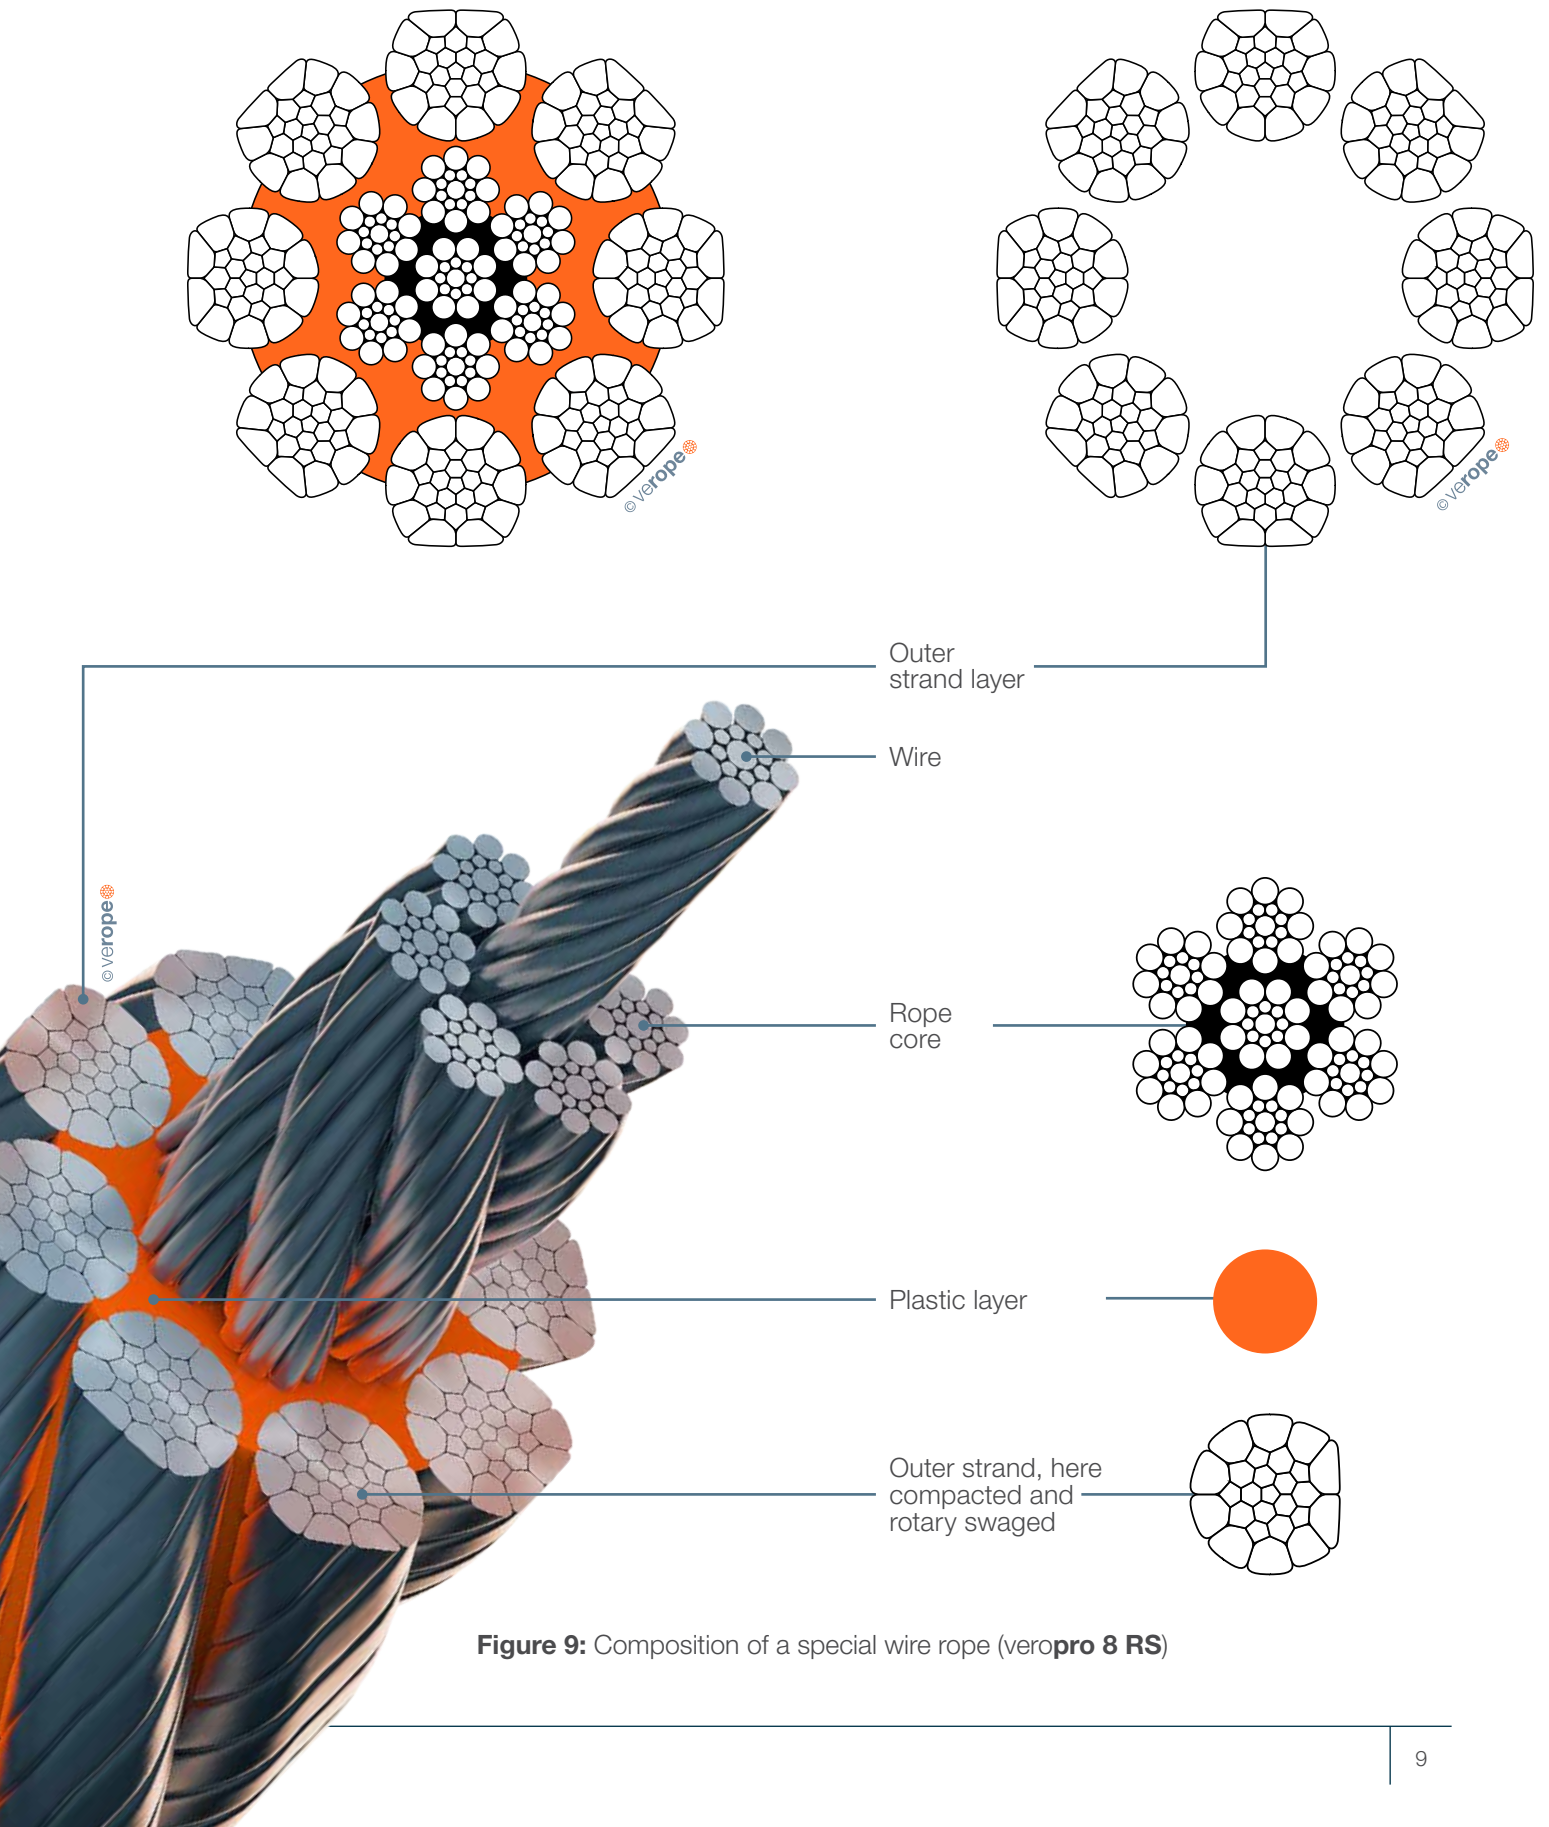 © verope
© verope
Outer
strand layer
Wire
© verope
Rope
core
Plastic layer
Outer strand, here
compacted and
rotary swaged
Figure 9: Composition of a special wire rope (veropro 8 RS)
9